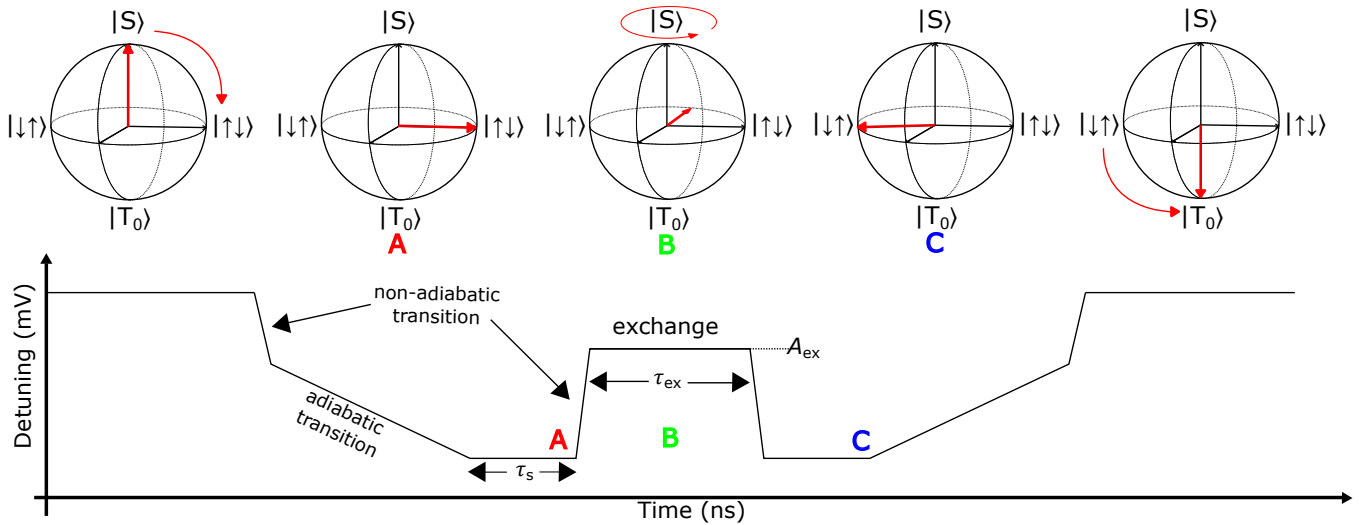 |S⟩ |S⟩ |S⟩ |S⟩ |S⟩
|↓↑⟩ |↑↓⟩ |↓↑⟩ |↑↓⟩ |↓↑⟩ |↑↓⟩ |↓↑⟩ |↑↓⟩ |↓↑⟩ |↑↓⟩
|T₀⟩ |T₀⟩ |T₀⟩ |T₀⟩ |T₀⟩
A B C
Detuning (mV)
non-adiabatic
transition
exchange
A_ex
τ_ex
adiabatic
transition
A B C
τ_s
Time (ns)